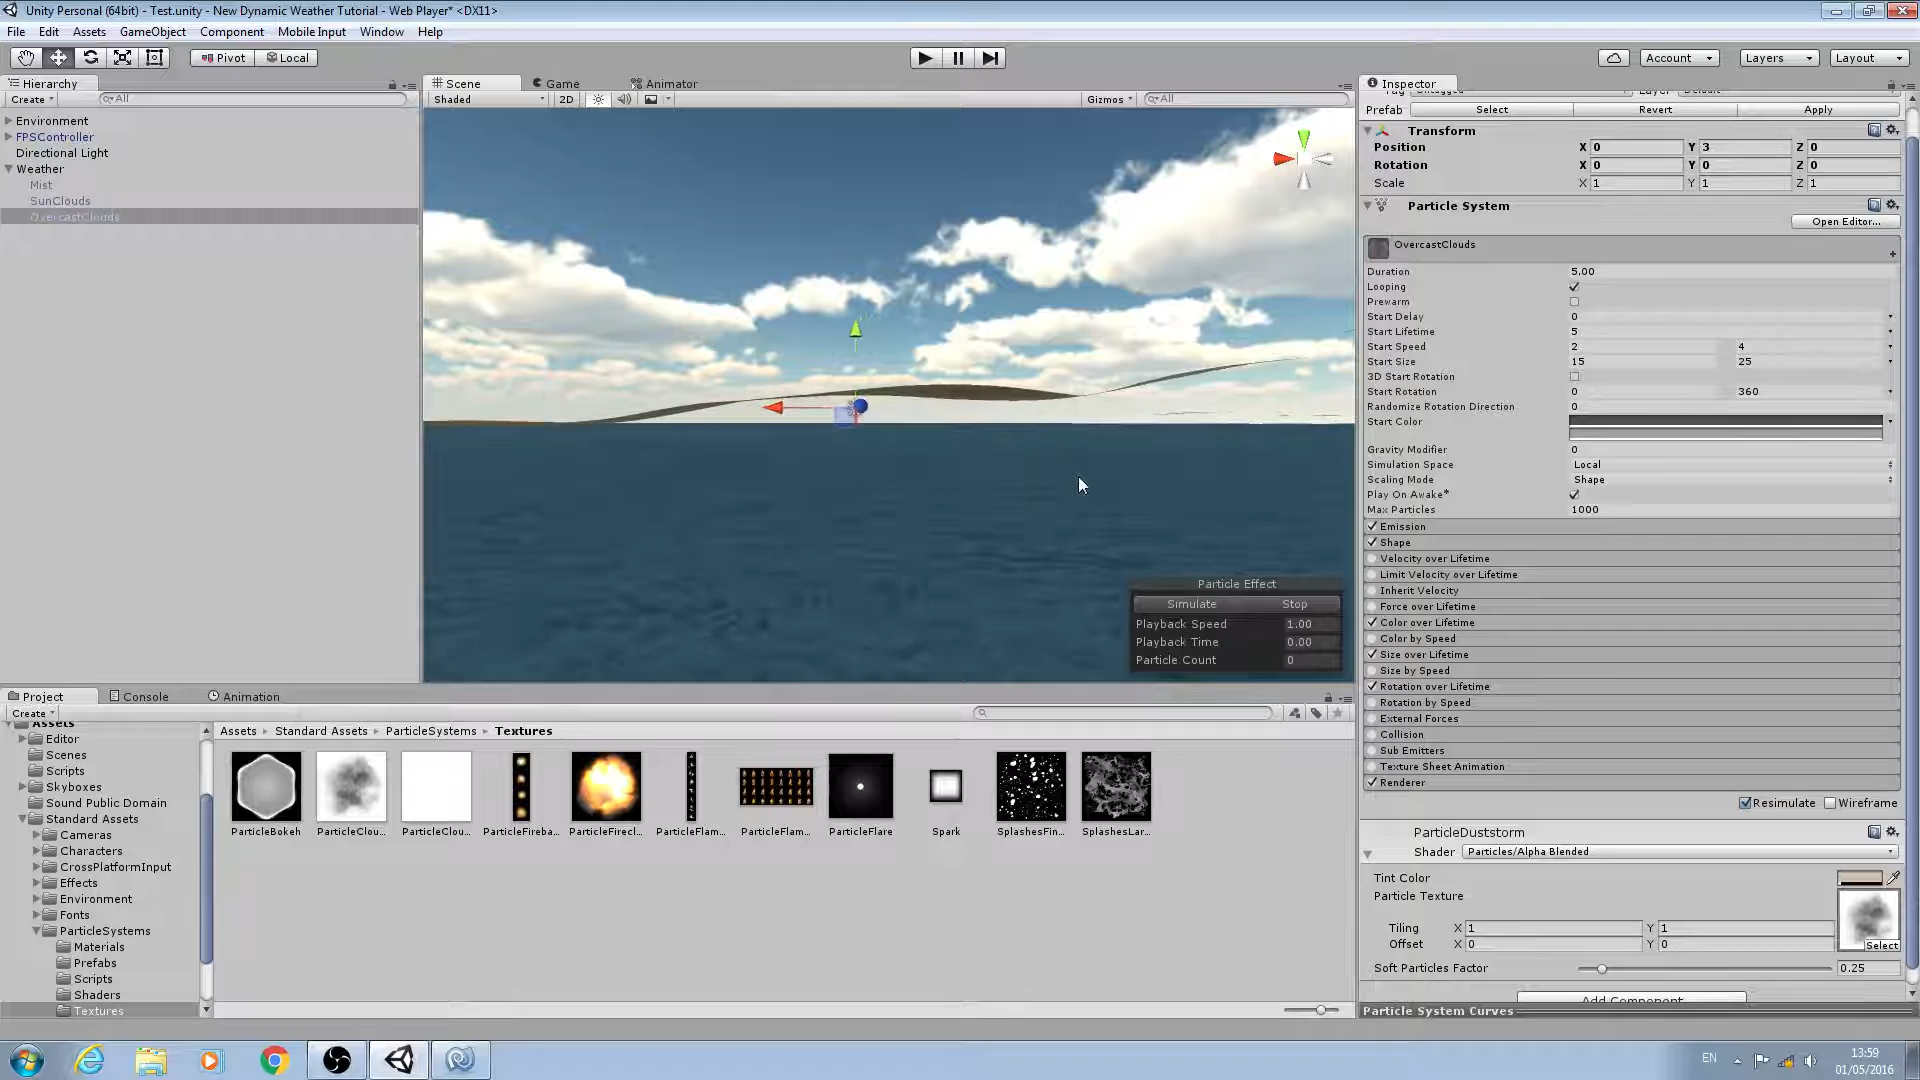 Unity Personal (64bit) - Test.unity - New Dynamic Weather Tutorial - Web Player* <DX11>
File Edit Assets GameObject Component Mobile Input Window Help
Pivot Local Account Layers Layout
Hierarchy
Create All
Environment
FPSController
Directional Light
Weather
Mist
SunClouds
OvercastClouds
Scene Game Animator
Shaded 2D Gizmos All
Particle Effect
Simulate Stop
Playback Speed 1.00
Playback Time 0.00
Particle Count 0
Inspector
Prefab Select Revert Apply
Transform
Position X 0 Y 3 Z 0
Rotation X 0 Y 0 Z 0
Scale X 1 Y 1 Z 1
Particle System
Open Editor...
OvercastClouds
Duration 5.00
Looping
Prewarm
Start Delay 0
Start Lifetime 5
Start Speed 2 4
Start Size 15 25
3D Start Rotation
Start Rotation 0 360
Randomize Rotation Direction 0
Start Color
Gravity Modifier 0
Simulation Space Local
Scaling Mode Shape
Play On Awake*
Max Particles 1000
Emission
Shape
Velocity over Lifetime
Limit Velocity over Lifetime
Inherit Velocity
Force over Lifetime
Color over Lifetime
Color by Speed
Size over Lifetime
Size by Speed
Rotation over Lifetime
Rotation by Speed
External Forces
Collision
Sub Emitters
Texture Sheet Animation
Renderer
Resimulate Wireframe
ParticleDuststorm
Shader Particles/Alpha Blended
Tint Color
Particle Texture
Tiling X 1 Y 1
Offset X 0 Y 0
Select
Soft Particles Factor 0.25
Add Component
Particle System Curves
Project Console Animation
Create
Assets
Editor
Scenes
Scripts
Skyboxes
Sound Public Domain
Standard Assets
Cameras
Characters
CrossPlatformInput
Effects
Environment
Fonts
ParticleSystems
Materials
Prefabs
Scripts
Shaders
Textures
Assets Standard Assets ParticleSystems Textures
ParticleBokeh ParticleClou... ParticleClou... ParticleFireba... ParticleFirecl... ParticleFlam... ParticleFlam... ParticleFlare Spark SplashesFin... SplashesLar...
EN
13:59
01/05/2016